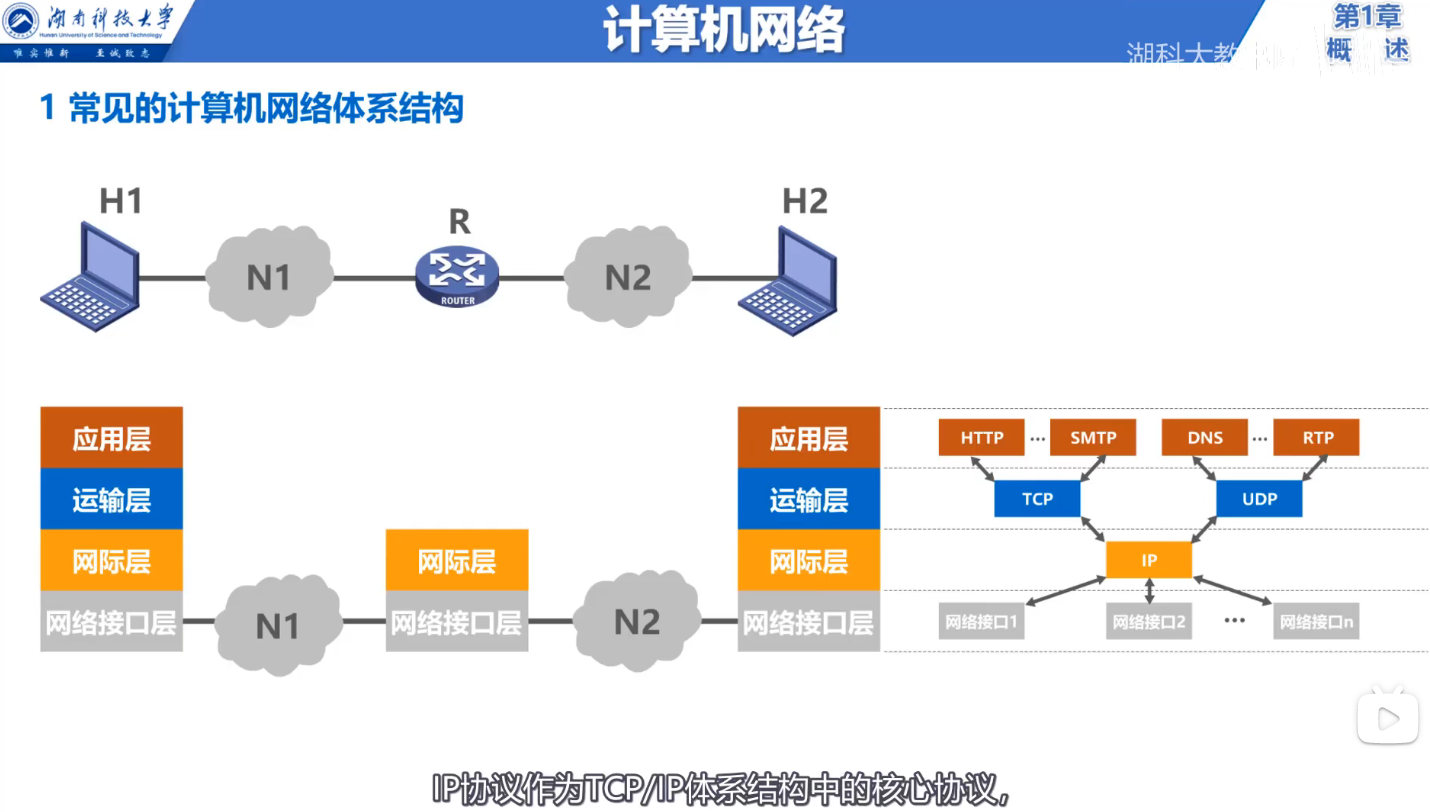 湖南科技大学
Hunan University of Science and Technology
唯实惟新 至诚致志
计算机网络
第1章
概 述
湖科大教
1 常见的计算机网络体系结构
H1
R
H2
N1
ROUTER
N2
应用层
运输层
网际层
网络接口层
N1
网际层
网络接口层
N2
应用层
运输层
网际层
网络接口层
HTTP … SMTP DNS … RTP
TCP UDP
IP
网络接口1 网络接口2 … 网络接口n
IP协议作为TCP/IP体系结构中的核心协议，